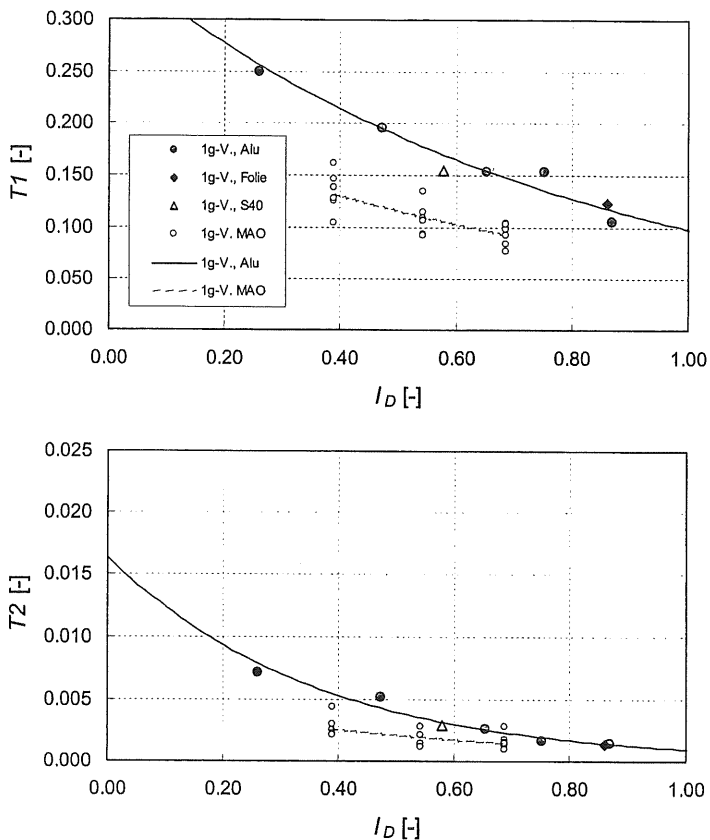 0.300
0.250
0.200
0.150
0.100
0.050
0.000
T1 [-]
1g-V., Alu
1g-V., Folie
1g-V., S40
1g-V. MAO
1g-V., Alu
1g-V. MAO
0.00 0.20 0.40 0.60 0.80 1.00
I_D [-]
0.025
0.020
0.015
0.010
0.005
0.000
T2 [-]
0.00 0.20 0.40 0.60 0.80 1.00
I_D [-]